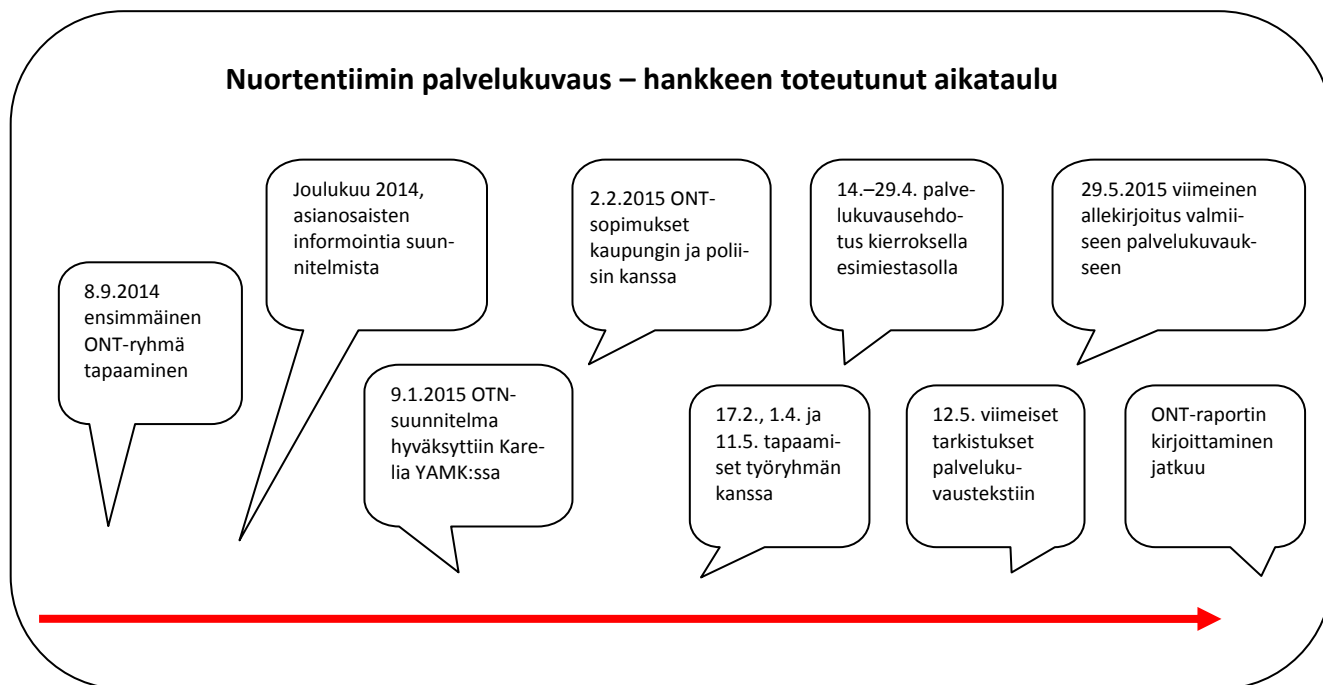 Nuortentiimin palvelukuvaus – hankkeen toteutunut aikataulu
8.9.2014
ensimmäinen
ONT-ryhmä
tapaaminen
Joulukuu 2014,
asianosaisten
informointia suun-
nitelmista
9.1.2015 OTN-
suunnitelma
hyväksyttiin Kare-
lia YAMK:ssa
2.2.2015 ONT-
sopimukset
kaupungin ja polii-
sin kanssa
17.2., 1.4. ja
11.5. tapaami-
set työryhmän
kanssa
14.–29.4. palve-
lukuvausehdo-
tus kierroksella
esimiestasolla
12.5. viimeiset
tarkistukset
palveluku-
vaustekstiin
29.5.2015 viimeinen
allekirjoitus valmii-
seen palvelukuvauk-
seen
ONT-raportin
kirjoittaminen
jatkuu